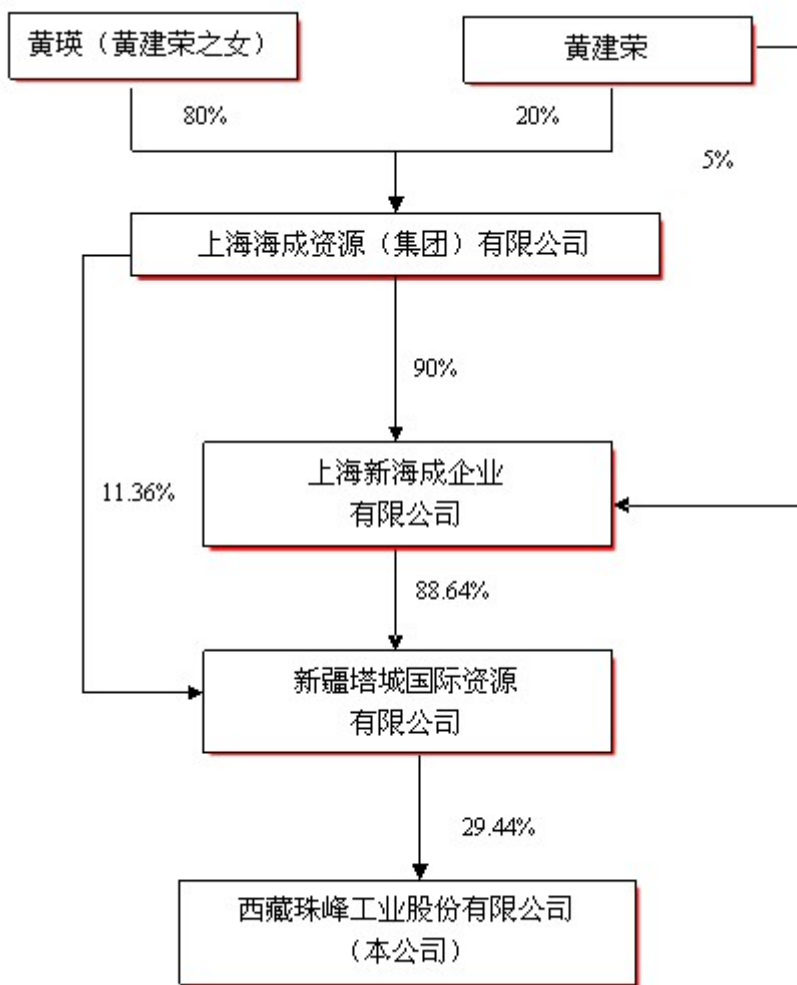 黄瑛（黄建荣之女）
黄建荣
80%
20%
5%
上海海成资源（集团）有限公司
90%
上海新海成企业
有限公司
11.36%
88.64%
新疆塔城国际资源
有限公司
29.44%
西藏珠峰工业股份有限公司
（本公司）